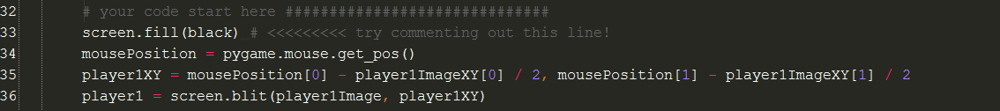 32 # your code start here ##############################
33 screen.fill(black) # <<<<<<<<< try commenting out this line!
34 mousePosition = pygame.mouse.get_pos()
35 player1XY = mousePosition[0] - player1ImageXY[0] / 2, mousePosition[1] - player1ImageXY[1] / 2
36 player1 = screen.blit(player1Image, player1XY)